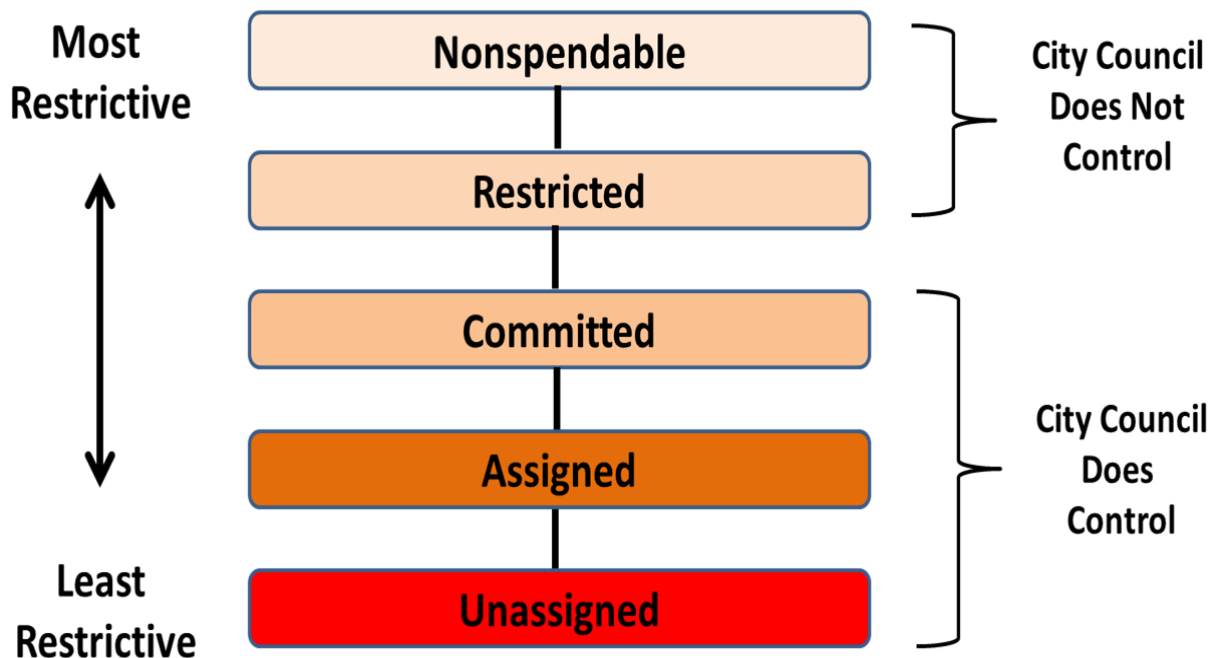 Most
Restrictive
Nonspendable
City Council
Does Not
Control
Restricted
Committed
Assigned
City Council
Does
Control
Least
Restrictive
Unassigned